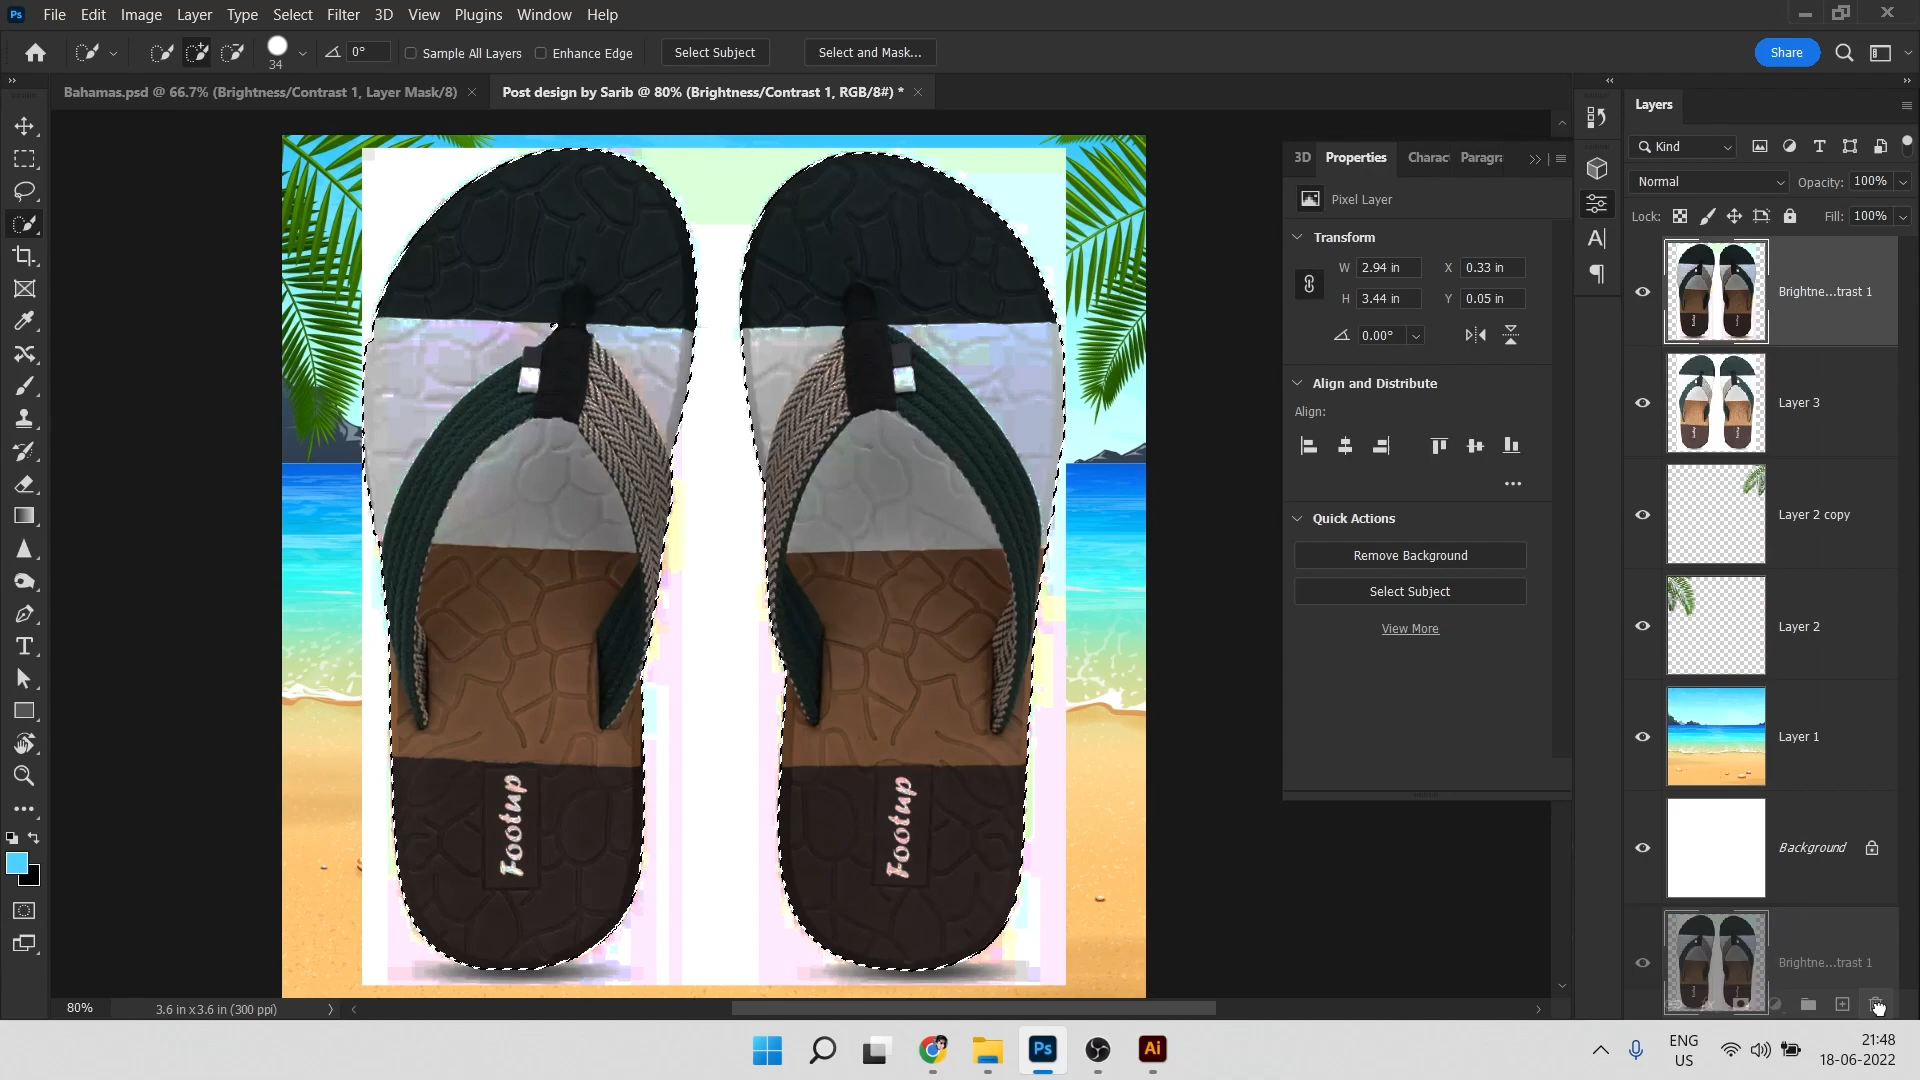 Ps File Edit Image Layer Type Select Filter 3D View Plugins Window Help
34 0° Sample All Layers Enhance Edge Select Subject Select and Mask... Share
Bahamas.psd @ 66.7% (Brightness/Contrast 1, Layer Mask/8) Post design by Sarib @ 80% (Brightness/Contrast 1, RGB/8#) *
3D Properties Charac Paragra
Pixel Layer
Transform
W 2.94 in X 0.33 in
H 3.44 in Y 0.05 in
0.00°
Align and Distribute
Align:
Quick Actions
Remove Background
Select Subject
View More
Layers
Kind
Normal Opacity: 100%
Lock: Fill: 100%
Brightne...trast 1
Layer 3
Layer 2 copy
Layer 2
Layer 1
Background
Brightne...trast 1
Footup
Footup
80% 3.6 in x 3.6 in (300 ppi)
Ps Ai
ENG
US
21:48
18-06-2022